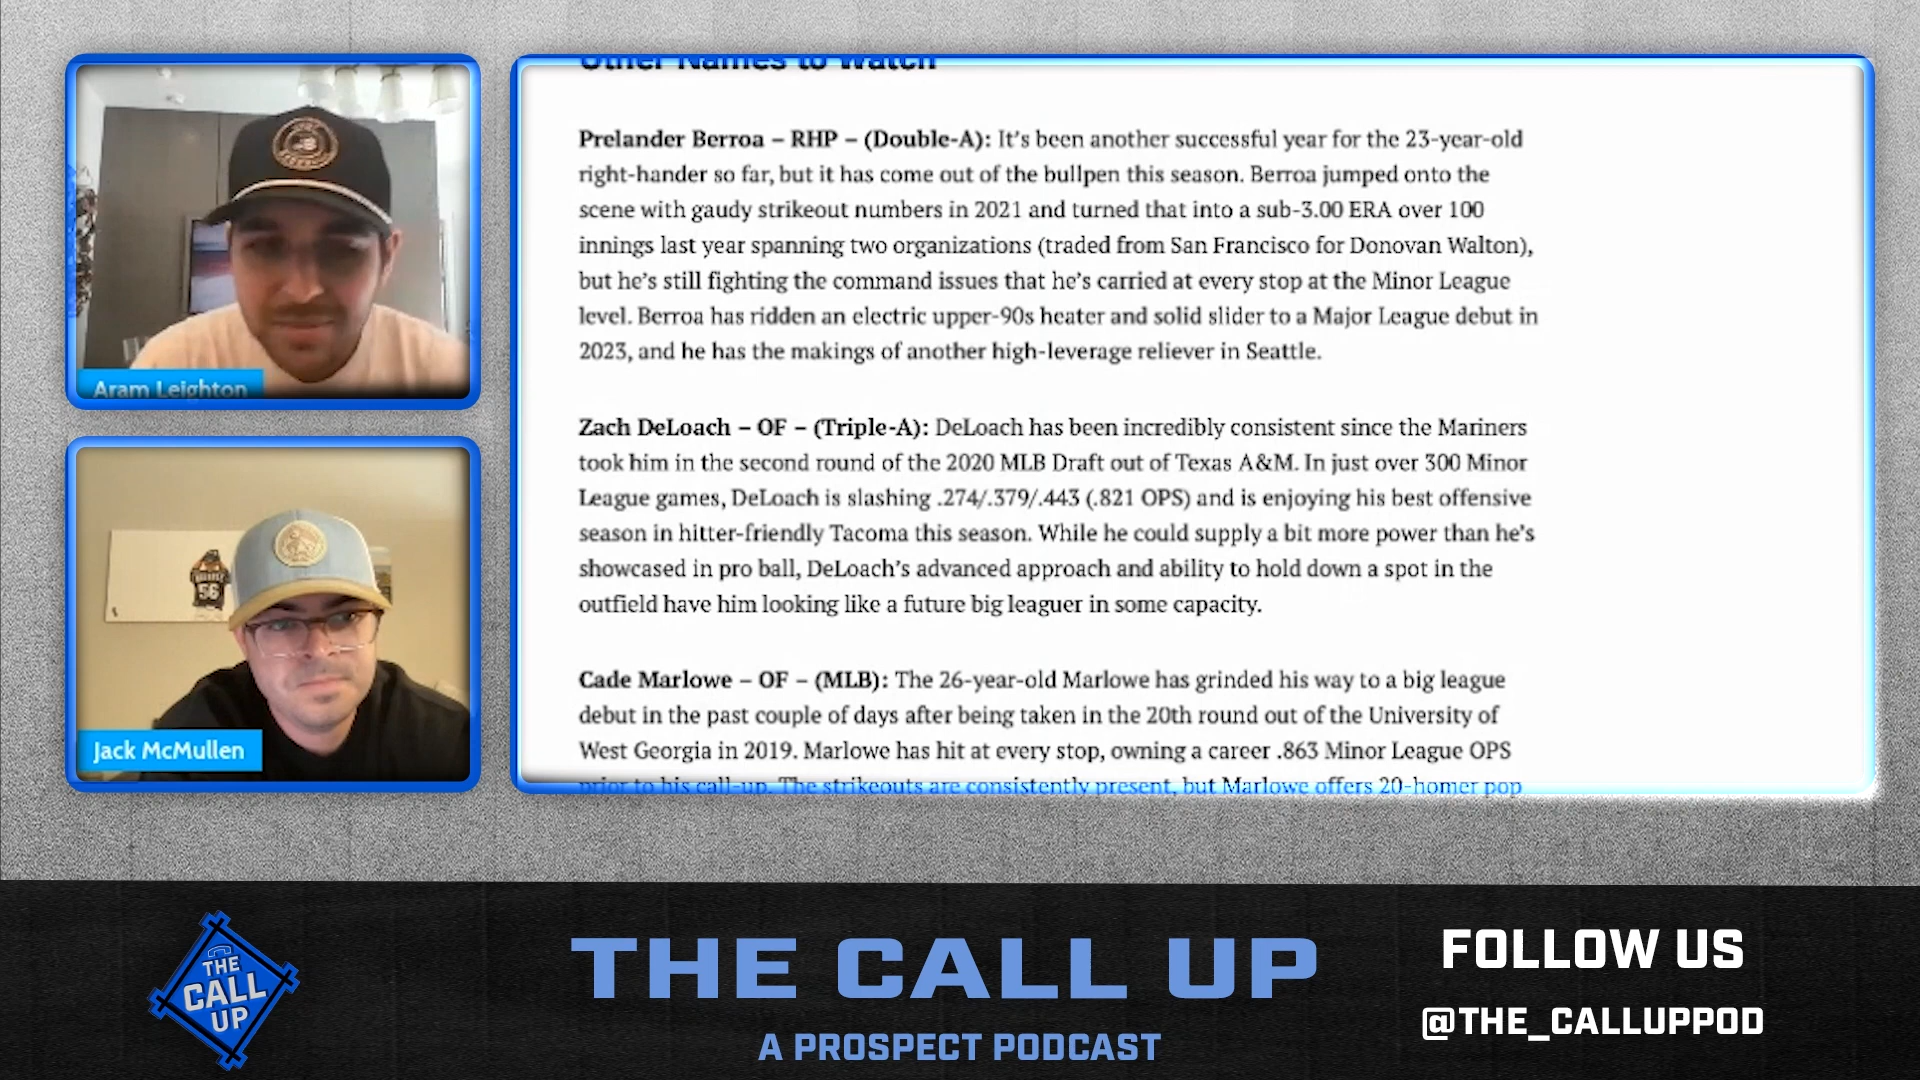 Other Names to Watch
Prelander Berroa – RHP – (Double-A): It's been another successful year for the 23-year-old
right-hander so far, but it has come out of the bullpen this season. Berroa jumped onto the
scene with gaudy strikeout numbers in 2021 and turned that into a sub-3.00 ERA over 100
innings last year spanning two organizations (traded from San Francisco for Donovan Walton),
but he's still fighting the command issues that he's carried at every stop at the Minor League
level. Berroa has ridden an electric upper-90s heater and solid slider to a Major League debut in
2023, and he has the makings of another high-leverage reliever in Seattle.
Zach DeLoach – OF – (Triple-A): DeLoach has been incredibly consistent since the Mariners
took him in the second round of the 2020 MLB Draft out of Texas A&M. In just over 300 Minor
League games, DeLoach is slashing .274/.379/.443 (.821 OPS) and is enjoying his best offensive
season in hitter-friendly Tacoma this season. While he could supply a bit more power than he's
showcased in pro ball, DeLoach's advanced approach and ability to hold down a spot in the
outfield have him looking like a future big leaguer in some capacity.
Cade Marlowe – OF – (MLB): The 26-year-old Marlowe has grinded his way to a big league
debut in the past couple of days after being taken in the 20th round out of the University of
West Georgia in 2019. Marlowe has hit at every stop, owning a career .863 Minor League OPS
prior to his call-up. The strikeouts are consistently present, but Marlowe offers 20-homer pop
Aram Leighton
56
Jack McMullen
THE
CALL
UP
THE CALL UP
A PROSPECT PODCAST
FOLLOW US
@THE_CALLUPPOD